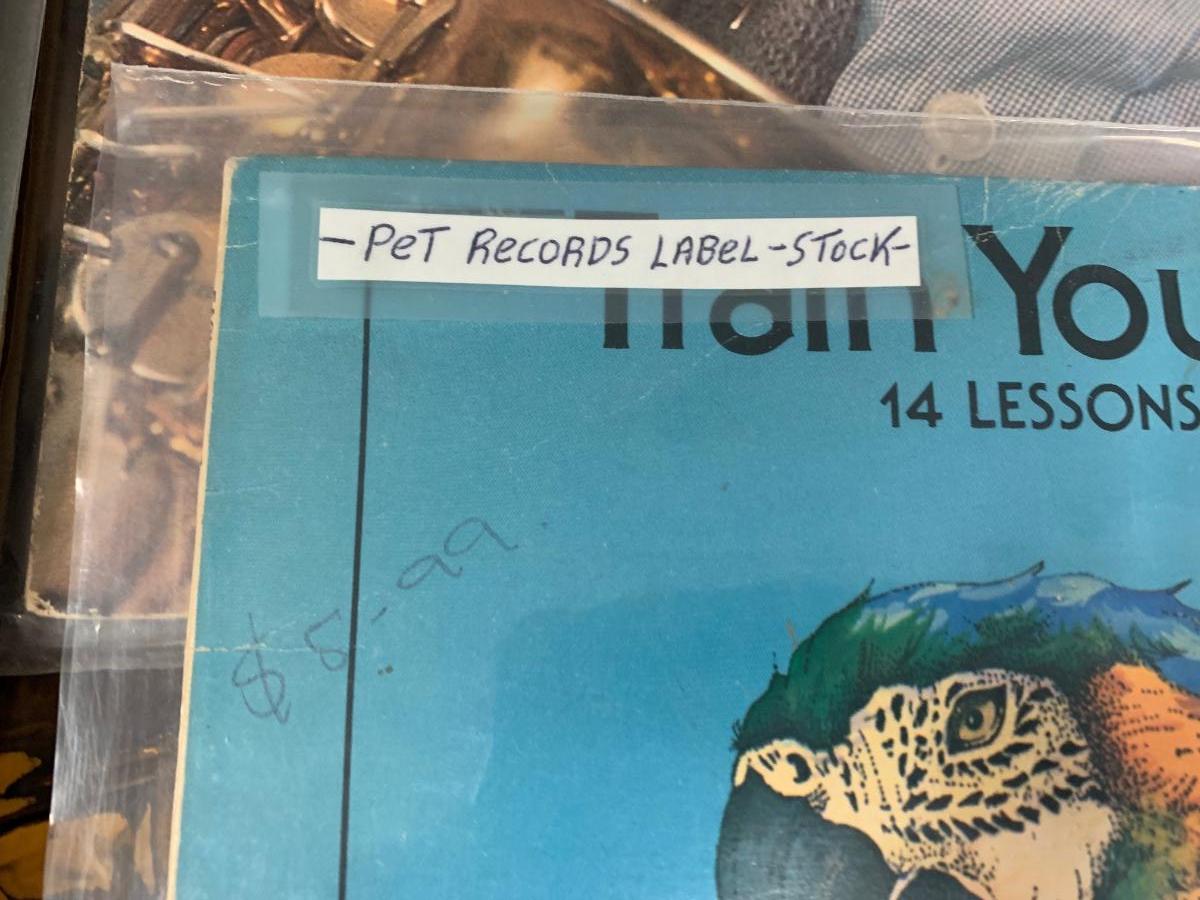 -PET RECORDS LABEL-STOCK-
Train You
14 LESSONS
$5.99